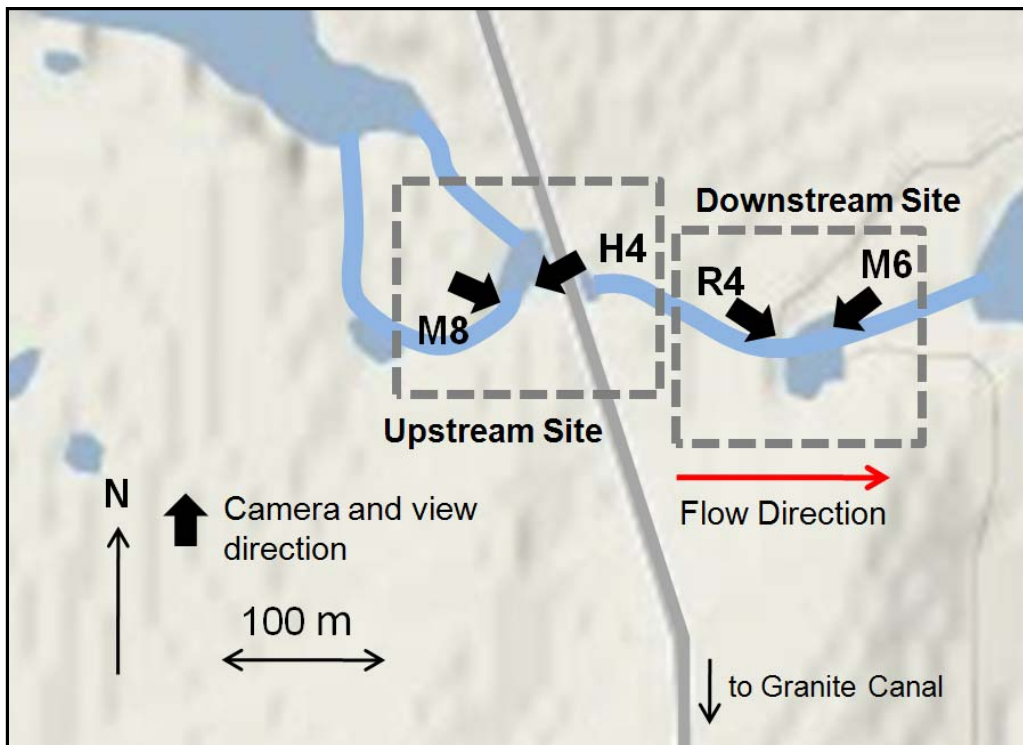 Downstream Site
H4
M6
R4
M8
Upstream Site
N
Camera and view
direction
Flow Direction
100 m
to Granite Canal